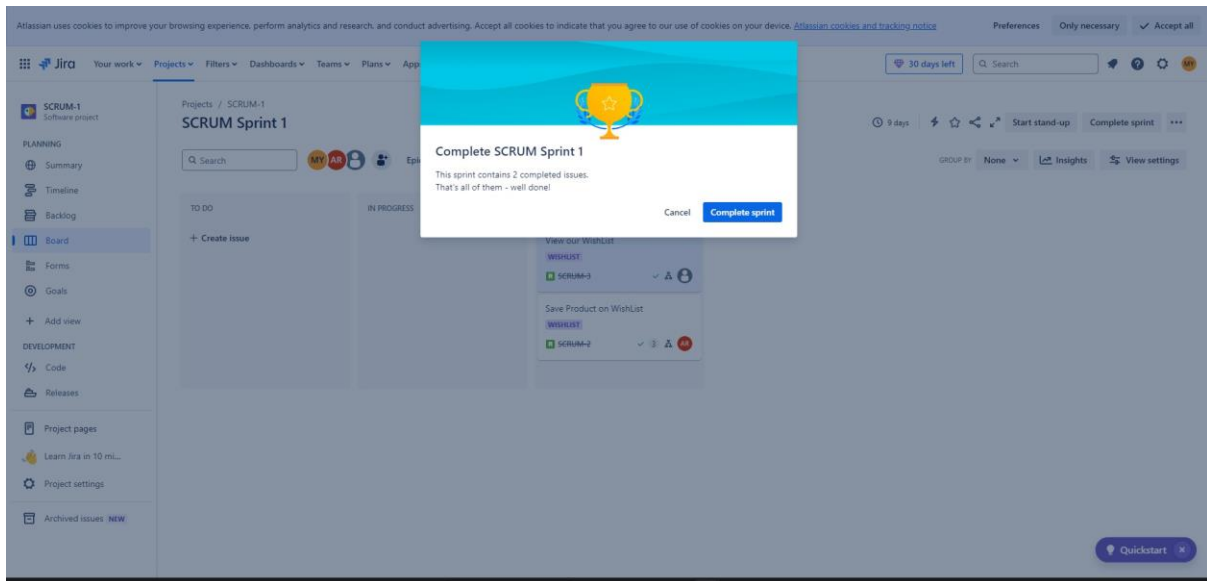 Atlassian uses cookies to improve your browsing experience, perform analytics and research, and conduct advertising. Accept all cookies to indicate that you agree to our use of cookies on your device. Atlassian cookies and tracking notice Preferences Only necessary Accept all
Jira Your work Projects Filters Dashboards Teams Plans App 30 days left Search MY
SCRUM-1
Software project
PLANNING
Summary
Timeline
Backlog
Board
Forms
Goals
Add view
DEVELOPMENT
Code
Releases
Project pages
Learn Jira in 10 mi...
Project settings
Archived issues NEW
Projects / SCRUM-1
SCRUM Sprint 1
9 days Start stand-up Complete sprint
Search MY AR Epi
GROUP BY None Insights View settings
TO DO
+ Create issue
IN PROGRESS
View our WishList
WISHLIST
SCRUM-3
Save Product on WishList
WISHLIST
SCRUM-2 3 AR
Complete SCRUM Sprint 1
This sprint contains 2 completed issues.
That's all of them - well done!
Cancel Complete sprint
Quickstart